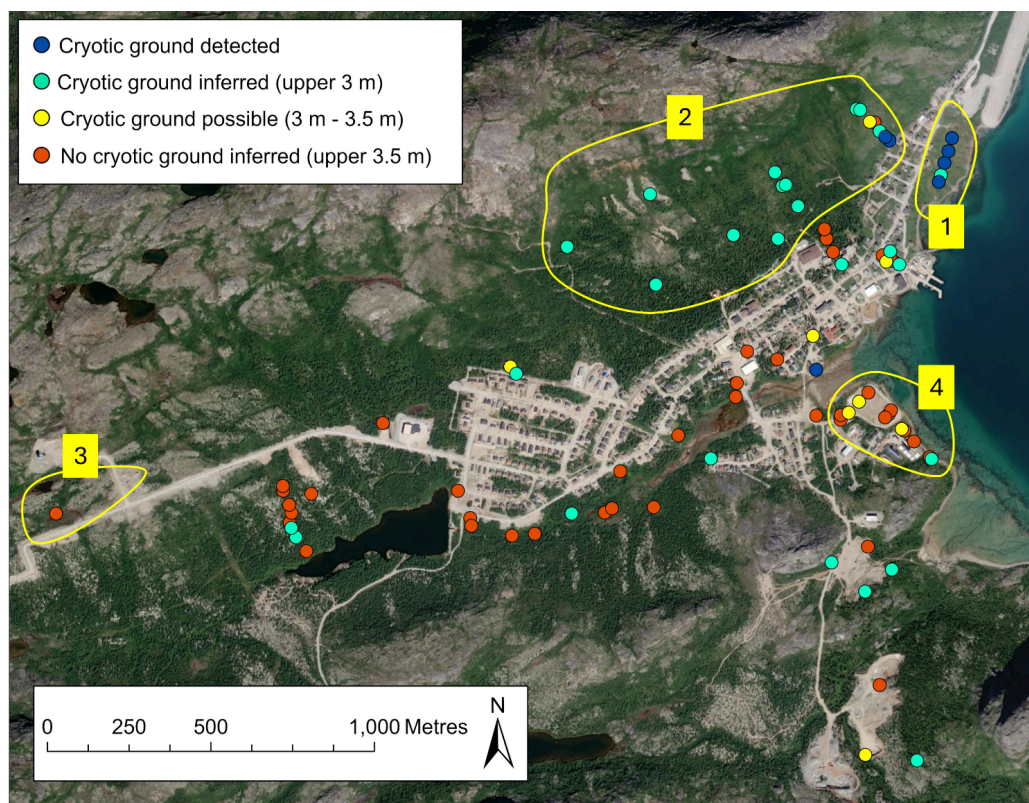 Cryotic ground detected
Cryotic ground inferred (upper 3 m)
Cryotic ground possible (3 m - 3.5 m)
No cryotic ground inferred (upper 3.5 m)
2
1
4
3
0 250 500 1,000 Metres
N